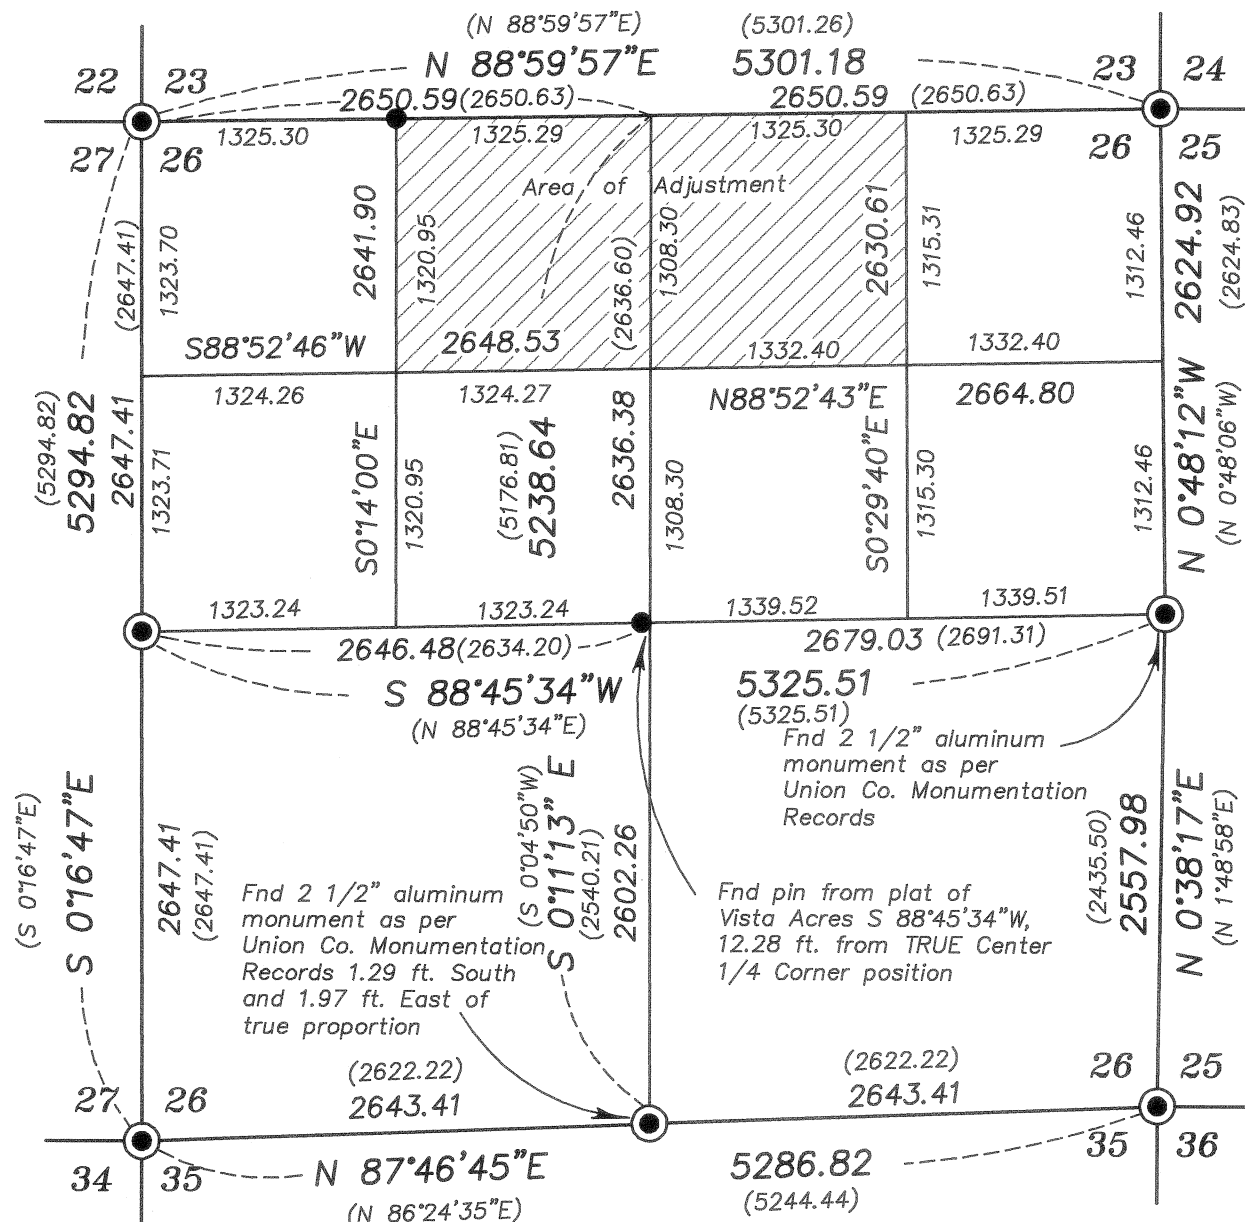 (N 88°59'57"E)
(5301.26)
N 88°59'57"E
5301.18
22
23
23
24
2650.59(2650.63)
2650.59 (2650.63)
27
26
1325.30
1325.29
1325.30
1325.29
26
25
Area of Adjustment
(2647.41)
1323.70
2641.90
1320.95
(2636.60)
1308.30
2630.61
1315.31
1312.46
2624.92
(2624.83)
S88°52'46"W
2648.53
1332.40
1332.40
1324.26
1324.27
N88°52'43"E
2664.80
(5294.82)
5294.82
2647.41
1323.71
S0°14'00"E
1320.95
(5176.81)
5238.64
2636.38
1308.30
S0°29'40"E
1315.30
1312.46
N 0°48'12"W
(N 0°48'06"W)
1323.24
1323.24
1339.52
1339.51
2646.48(2634.20)
2679.03 (2691.31)
S 88°45'34"W
(N 88°45'34"E)
5325.51
(5325.51)
Fnd 2 1/2" aluminum
monument as per
Union Co. Monumentation
Records
(S 0°16'47"E)
S 0°16'47"E
2647.41
(2647.41)
(S 0°04'50"W)
S 0°11'13" E
(2540.21)
2602.26
(2435.50)
2557.98
N 0°38'17"E
(N 1°48'58"E)
Fnd 2 1/2" aluminum
monument as per
Union Co. Monumentation
Records 1.29 ft. South
and 1.97 ft. East of
true proportion
Fnd pin from plat of
Vista Acres S 88°45'34"W,
12.28 ft. from TRUE Center
1/4 Corner position
(2622.22)
2643.41
(2622.22)
2643.41
27
26
26
25
34
35
35
36
N 87°46'45"E
(N 86°24'35"E)
5286.82
(5244.44)